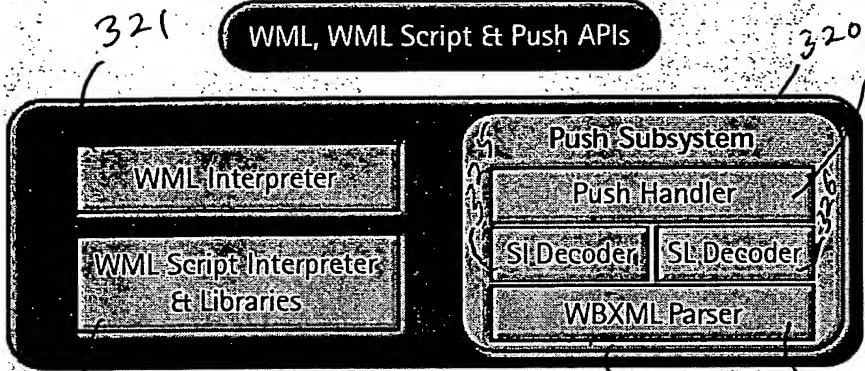 321
WML, WML Script & Push APIs
320
Push Subsystem
WML Interpreter
Push Handler
WML Script Interpreter
& Libraries
SI Decoder
SL Decoder
326
WBXML Parser